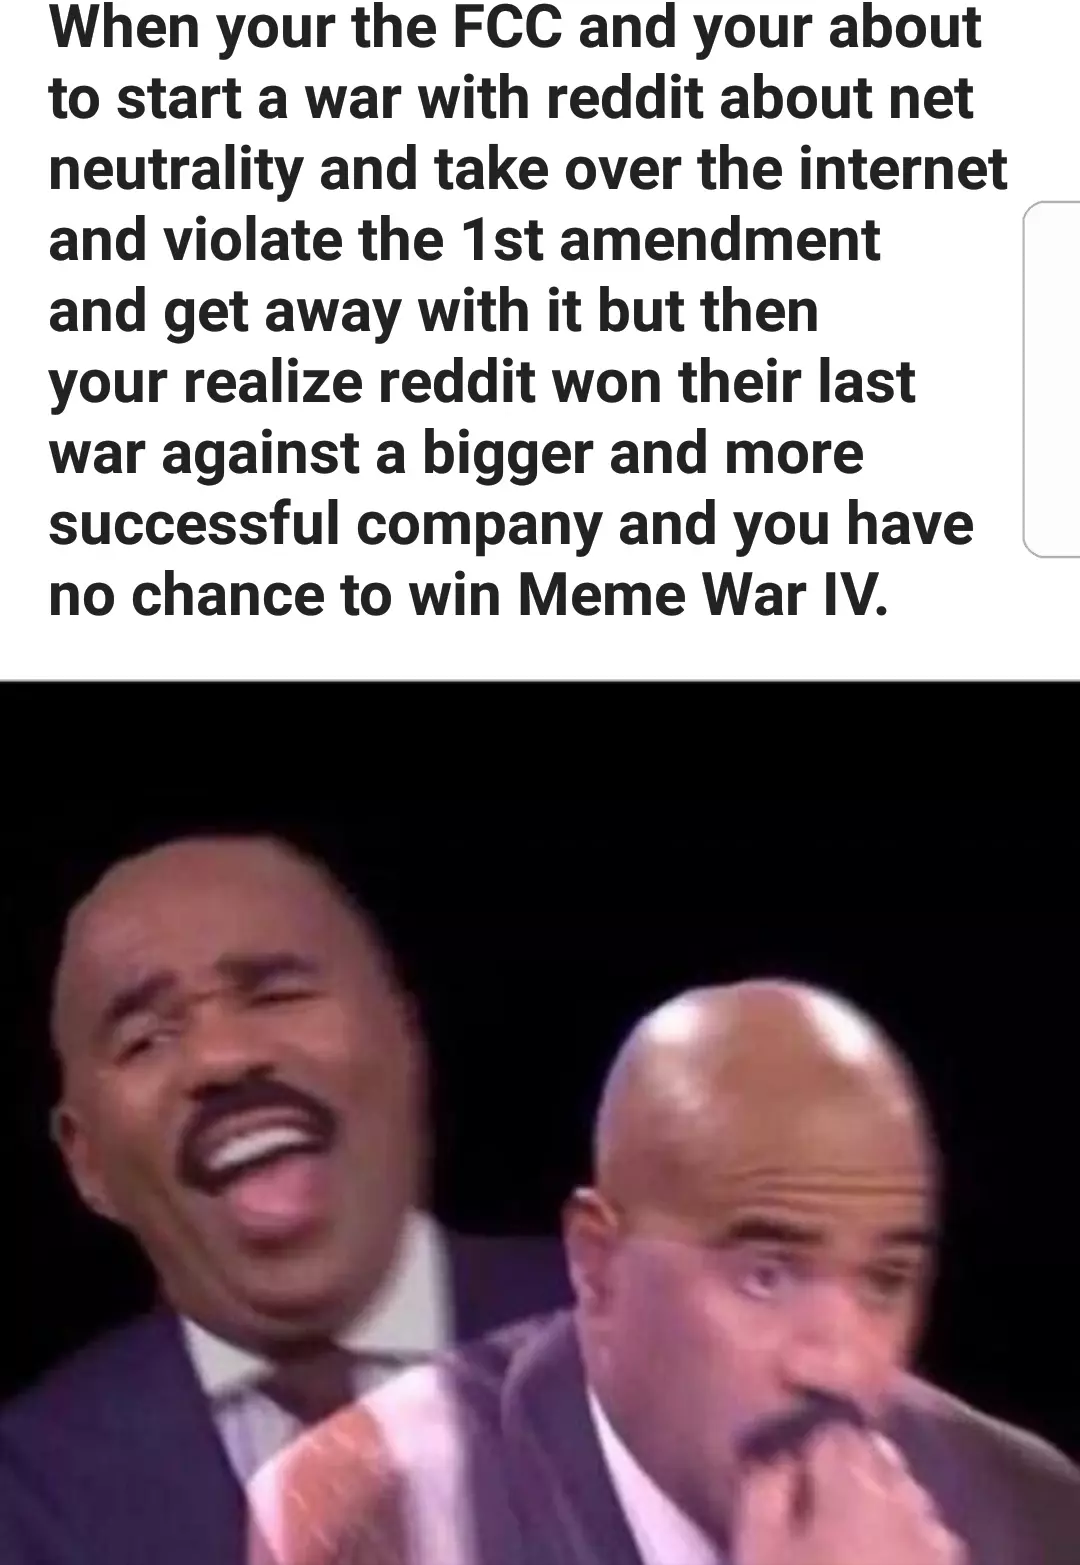 When your the FCC and your about
to start a war with reddit about net
neutrality and take over the internet
and violate the 1st amendment
and get away with it but then
your realize reddit won their last
war against a bigger and more
successful company and you have
no chance to win Meme War IV.